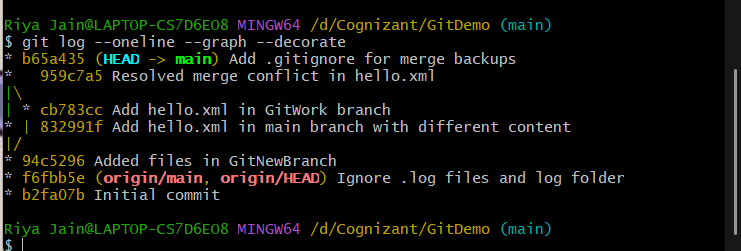 Riya Jain@LAPTOP-CS7D6EO8 MINGW64 /d/Cognizant/GitDemo (main)
$ git log --oneline --graph --decorate
* b65a435 (HEAD -> main) Add .gitignore for merge backups
*   959c7a5 Resolved merge conflict in hello.xml
|\
| * cb783cc Add hello.xml in GitWork branch
* | 832991f Add hello.xml in main branch with different content
|/
* 94c5296 Added files in GitNewBranch
* f6fbb5e (origin/main, origin/HEAD) Ignore .log files and log folder
* b2fa07b Initial commit
Riya Jain@LAPTOP-CS7D6EO8 MINGW64 /d/Cognizant/GitDemo (main)
$